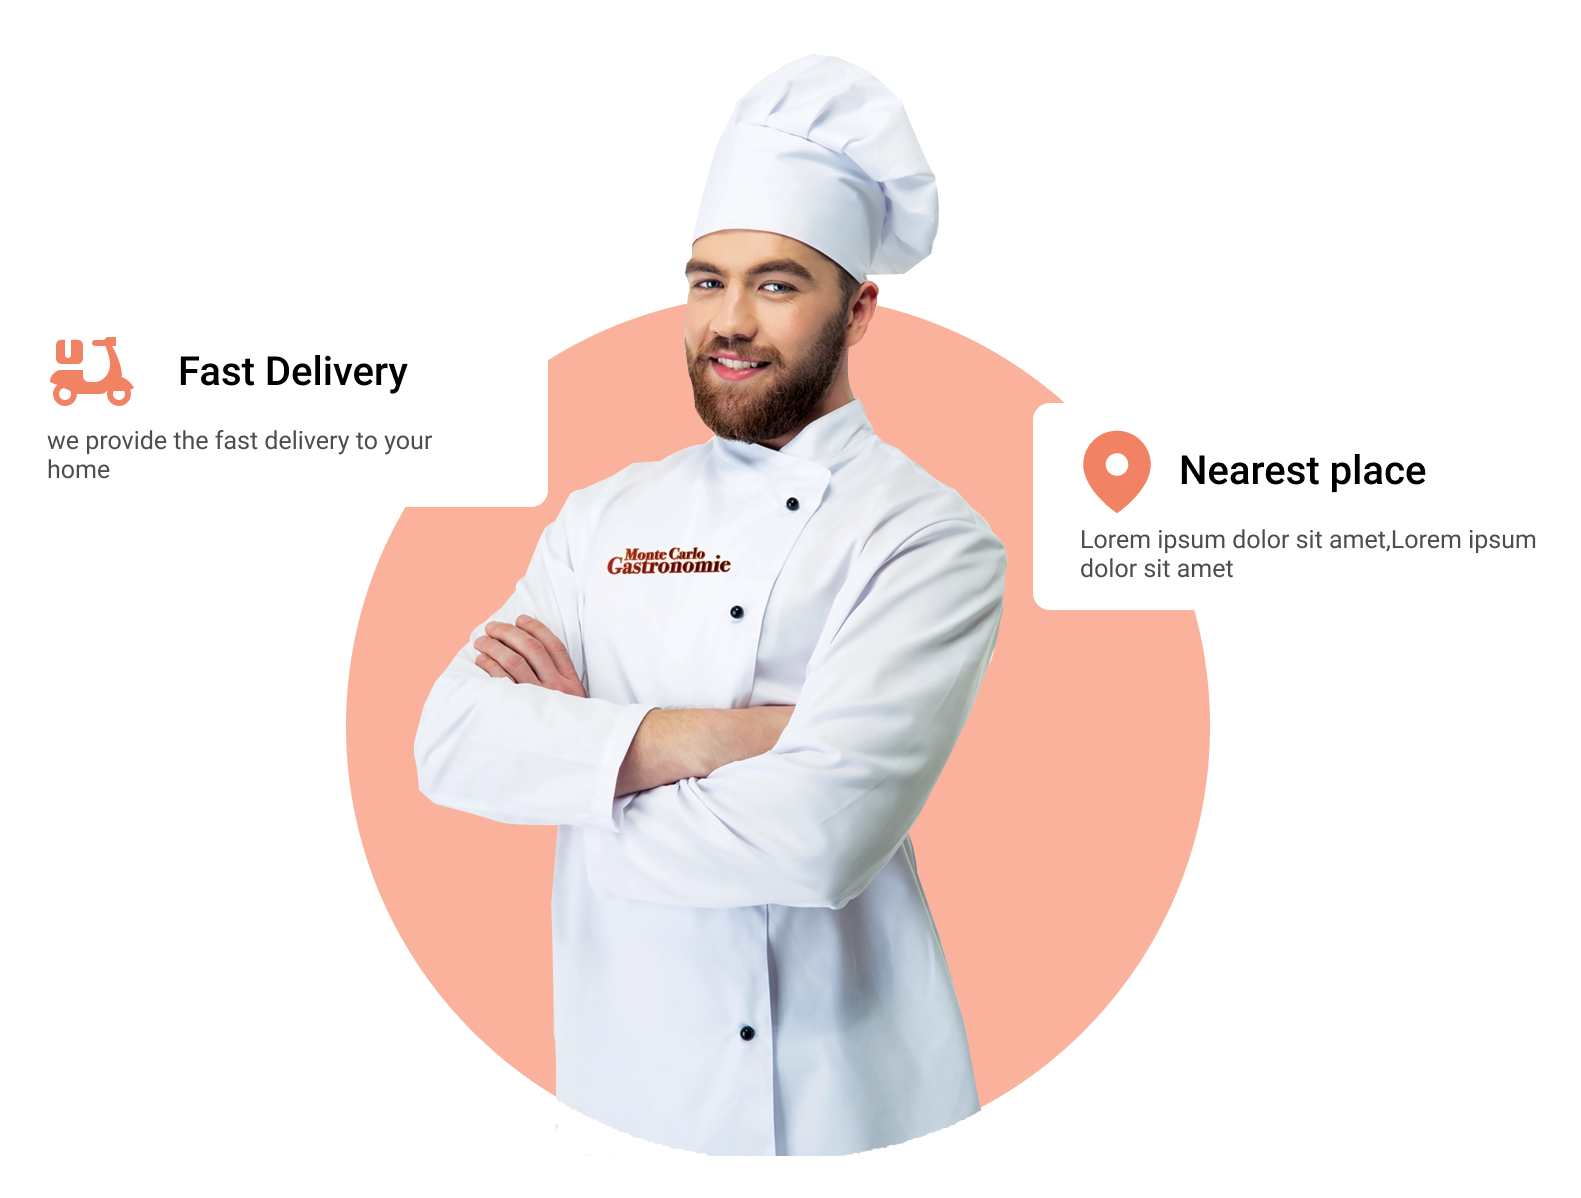 Fast Delivery
we provide the fast delivery to your
home
Nearest place
Lorem ipsum dolor sit amet,Lorem ipsum
dolor sit amet
Monte Carlo
Gastronomie